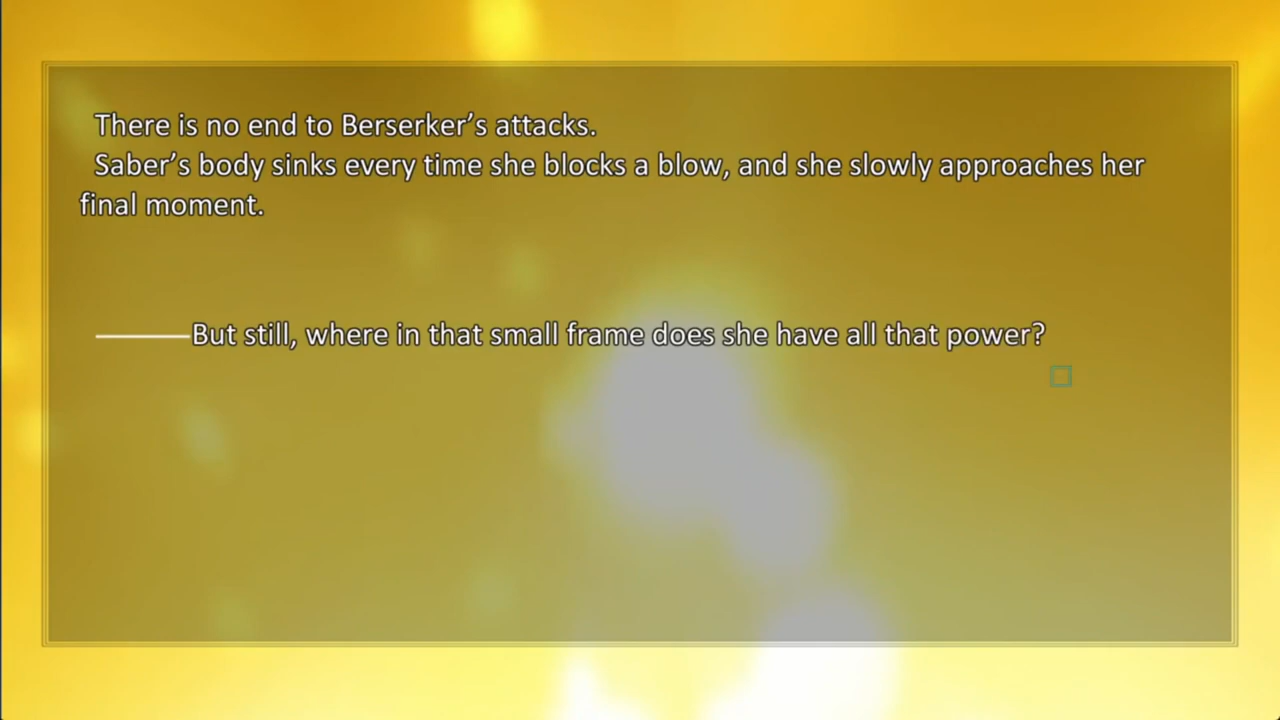 There is no end to Berserker’s attacks.
Saber’s body sinks every time she blocks a blow, and she slowly approaches her
final moment.
———But still, where in that small frame does she have all that power?